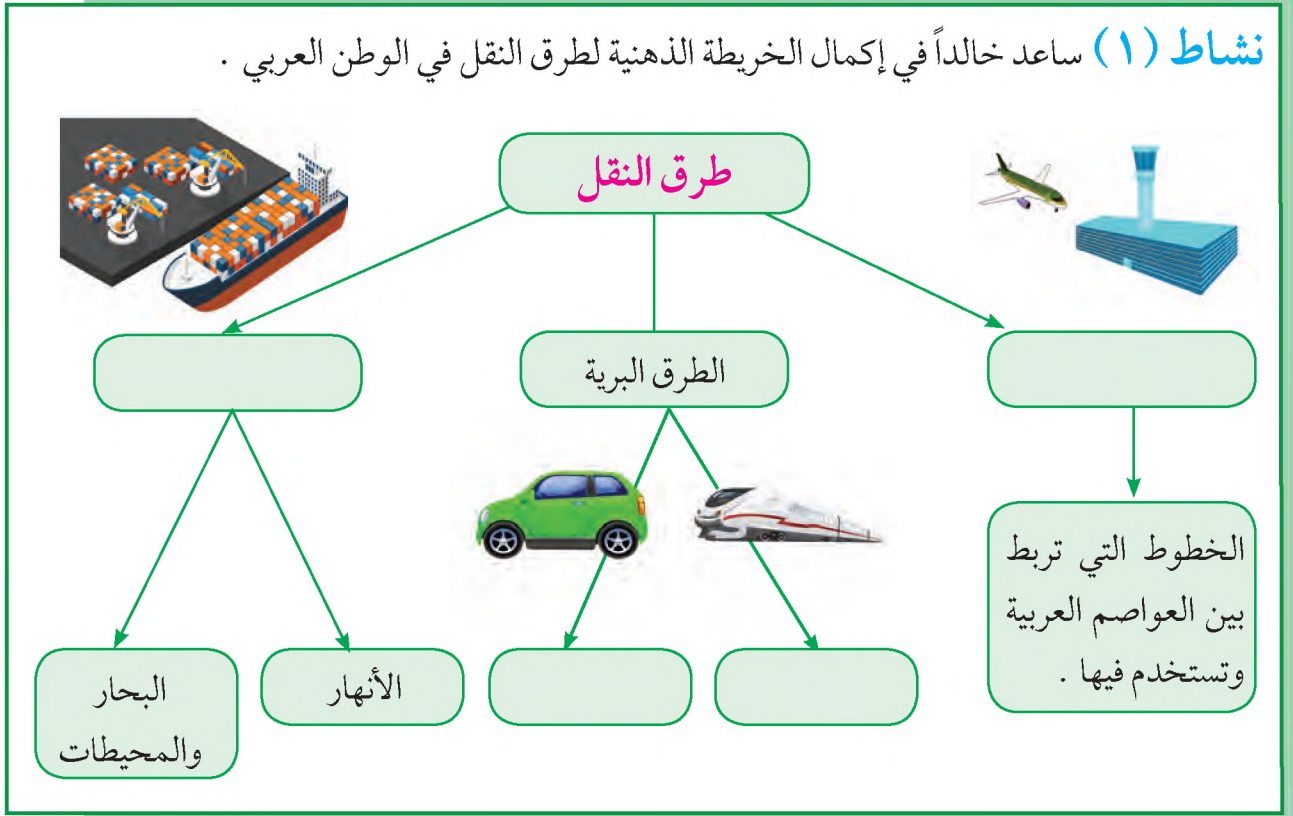 نشاط (١) ساعد خالداً في إكمال الخريطة الذهنية لطرق النقل في الوطن العربي .
طرق النقل
الطرق البرية
الخطوط التي تربط
بين العواصم العربية
وتستخدم فيها .
الأنهار
البحار
والمحيطات